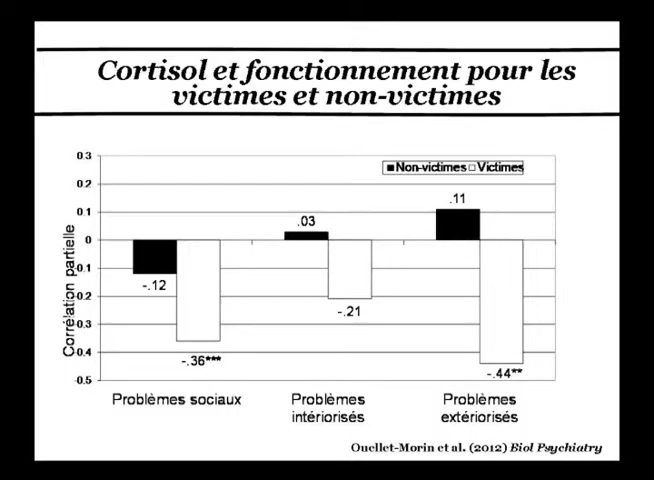 Cortisol et fonctionnement pour les
victimes et non-victimes
Non-victimes Victimes
0.3
0.2
0.1
0
-0.1
-0.2
-0.3
-0.4
-0.5
Corrélation partielle
-.12
-.36***
.03
-.21
.11
-.44**
Problèmes sociaux
Problèmes
intériorisés
Problèmes
extériorisés
Ouellet-Morin et al. (2012) Biol Psychiatry